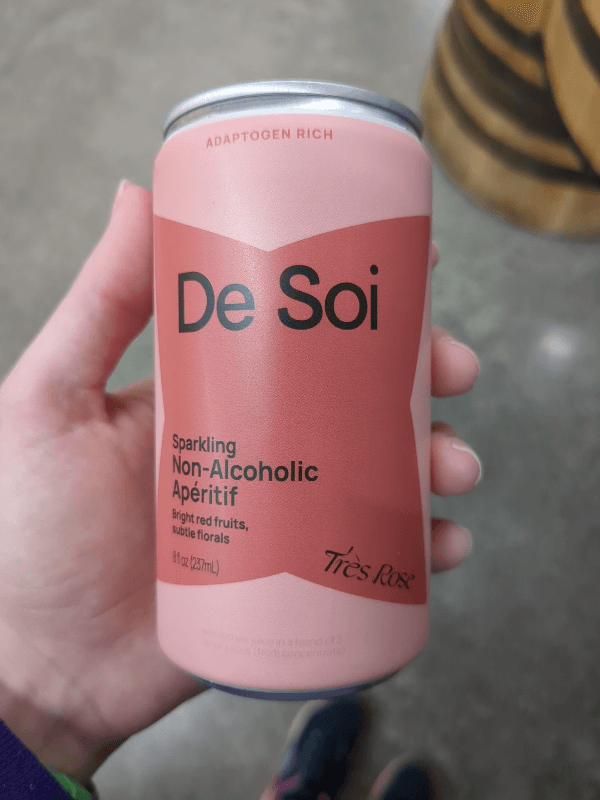 ADAPTOGEN RICH
De Soi
Sparkling
Non-Alcoholic
Apéritif
Bright red fruits,
subtle florals
8 fl oz (237mL)
Très Rose